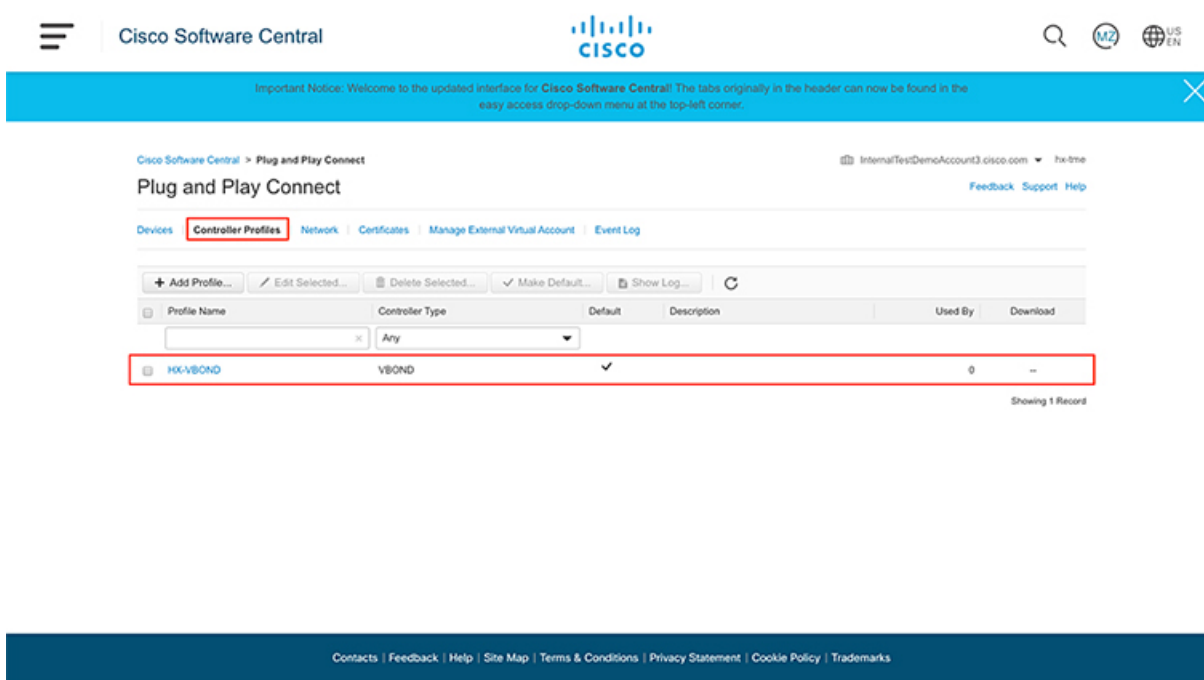 Cisco Software Central
CISCO
MZ
US
EN
Important Notice: Welcome to the updated interface for Cisco Software Central! The tabs originally in the header can now be found in the
easy access drop-down menu at the top-left corner.
Cisco Software Central > Plug and Play Connect
InternalTestDemoAccount3.cisco.com hx-tme
Plug and Play Connect
Feedback Support Help
Devices | Controller Profiles | Network | Certificates | Manage External Virtual Account | Event Log
+ Add Profile... Edit Selected... Delete Selected... Make Default... Show Log...
Profile Name Controller Type Default Description Used By Download
Any
HX-VBOND VBOND 0 --
Showing 1 Record
Contacts | Feedback | Help | Site Map | Terms & Conditions | Privacy Statement | Cookie Policy | Trademarks